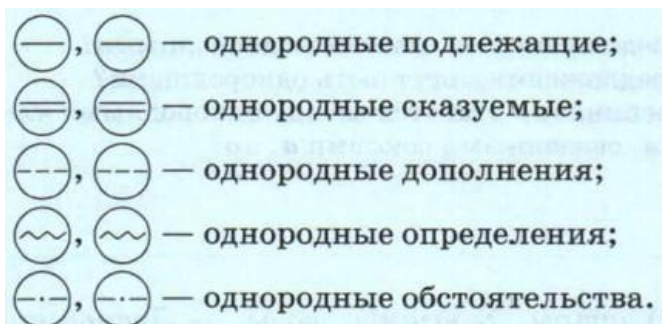 , — однородные подлежащие;
, — однородные сказуемые;
, — однородные дополнения;
, — однородные определения;
, — однородные обстоятельства.